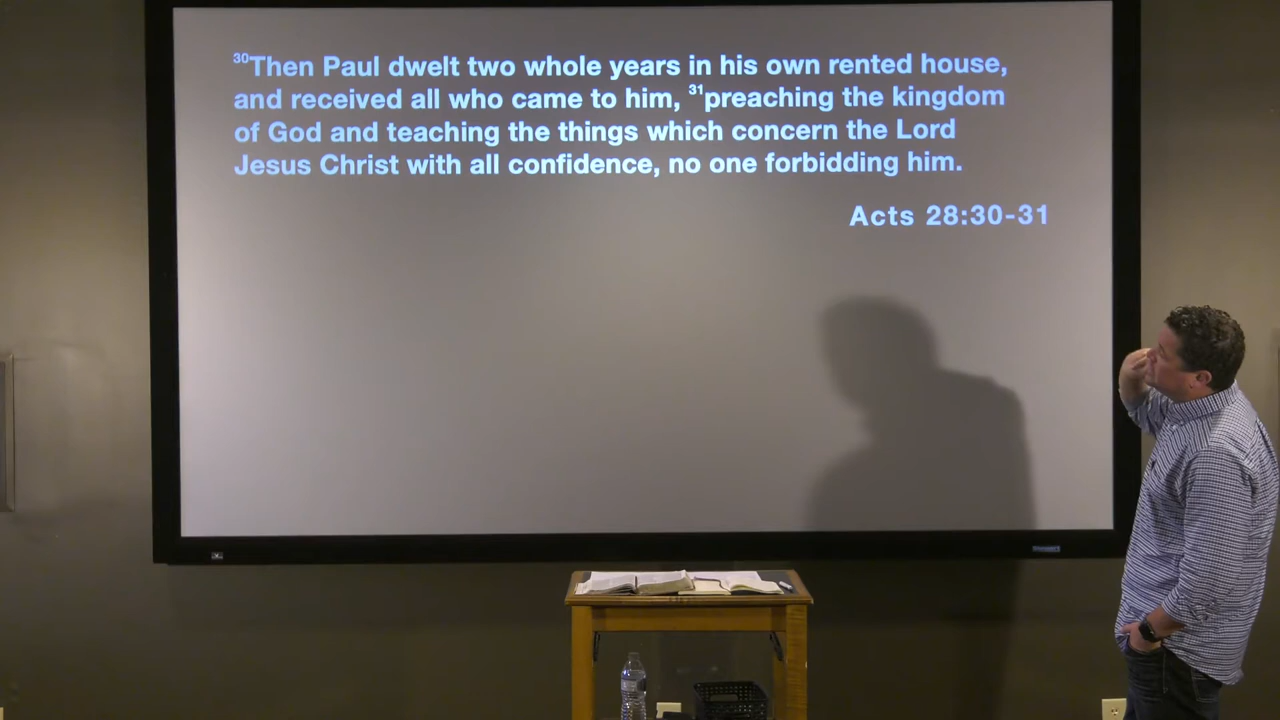 ³⁰Then Paul dwelt two whole years in his own rented house,
and received all who came to him, ³¹preaching the kingdom
of God and teaching the things which concern the Lord
Jesus Christ with all confidence, no one forbidding him.
Acts 28:30-31